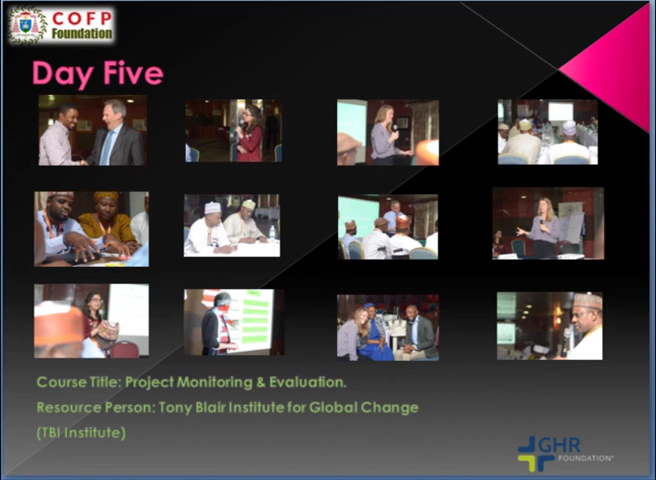 COFP
Foundation
Day Five
Course Title: Project Monitoring & Evaluation.
Resource Person: Tony Blair Institute for Global Change
(TBI Institute)
GHR
FOUNDATION